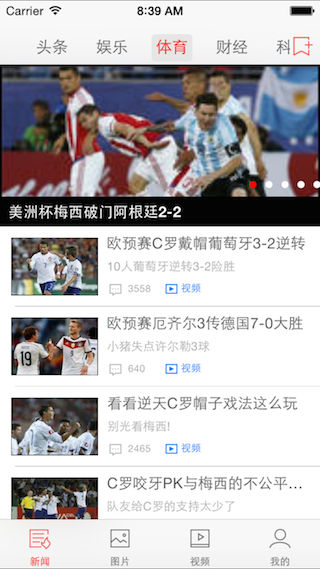 Carrier 8:39 AM
头条 娱乐 体育 财经 科
美洲杯梅西破门阿根廷2-2
欧预赛C罗戴帽葡萄牙3-2逆转
10人葡萄牙逆转3-2险胜
3558 视频
欧预赛厄齐尔3传德国7-0大胜
小猪失点许尔勒3球
640 视频
看看逆天C罗帽子戏法这么玩
别光看梅西!
2465 视频
C罗咬牙PK与梅西的不公平...
队友给C罗的支持太少了
新闻 图片 视频 我的